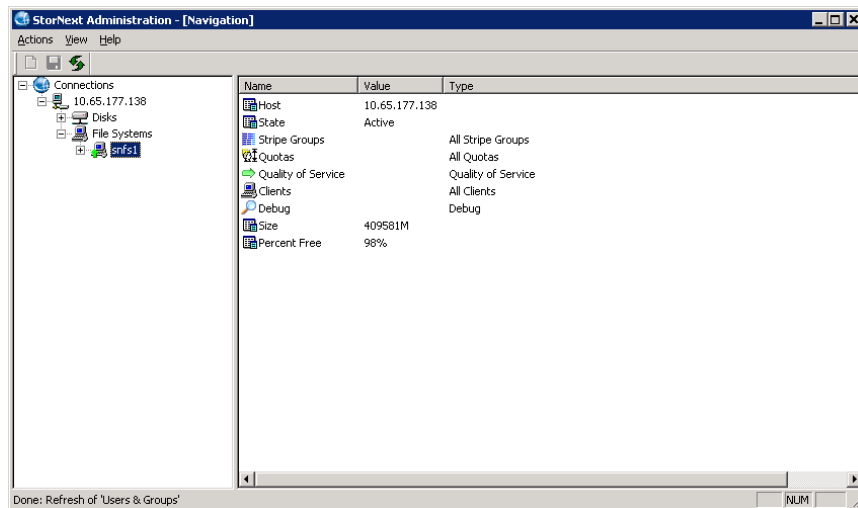 StorNext Administration - [Navigation]
Actions View Help
Connections
10.65.177.138
Disks
File Systems
snfs1
Name Value Type
Host 10.65.177.138
State Active
Stripe Groups All Stripe Groups
Quotas All Quotas
Quality of Service Quality of Service
Clients All Clients
Debug Debug
Size 409581M
Percent Free 98%
Done: Refresh of 'Users & Groups'
NUM